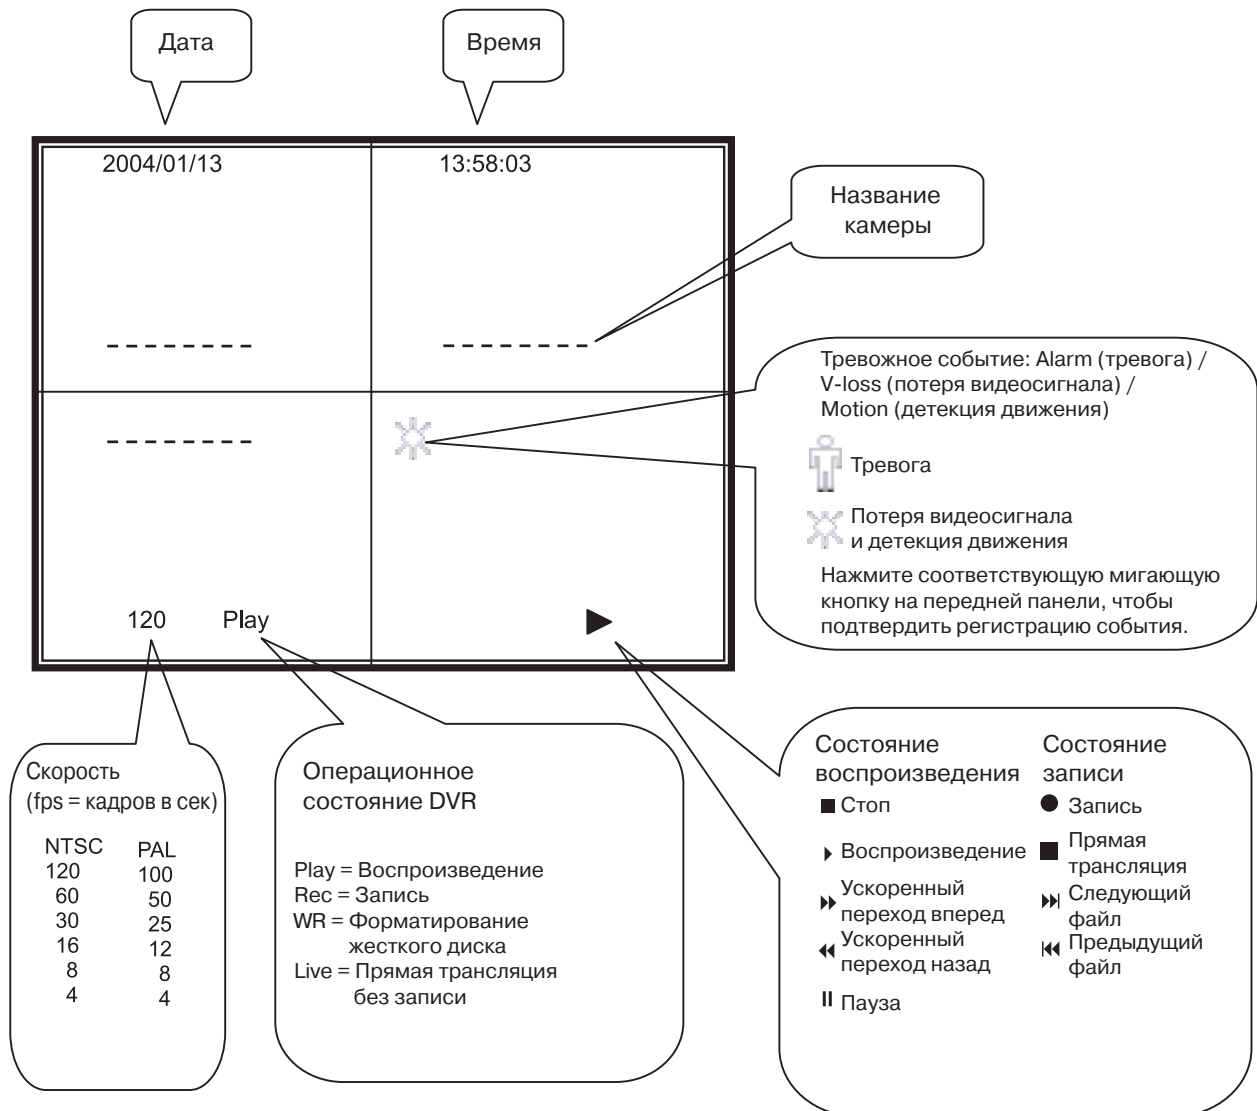 Дата
Время
2004/01/13
13:58:03
Название
камеры
Тревожное событие: Alarm (тревога) /
V-loss (потеря видеосигнала) /
Motion (детекция движения)
Тревога
Потеря видеосигнала
и детекция движения
Нажмите соответствующую мигающую
кнопку на передней панели, чтобы
подтвердить регистрацию события.
120 Play
Скорость
(fps = кадров в сек)
NTSC PAL
120 100
60 50
30 25
16 12
8 8
4 4
Операционное
состояние DVR
Play = Воспроизведение
Rec = Запись
WR = Форматирование
жесткого диска
Live = Прямая трансляция
без записи
Состояние
воспроизведения
Стоп
Воспроизведение
Ускоренный
переход вперед
Ускоренный
переход назад
Пауза
Состояние
записи
Запись
Прямая
трансляция
Следующий
файл
Предыдущий
файл